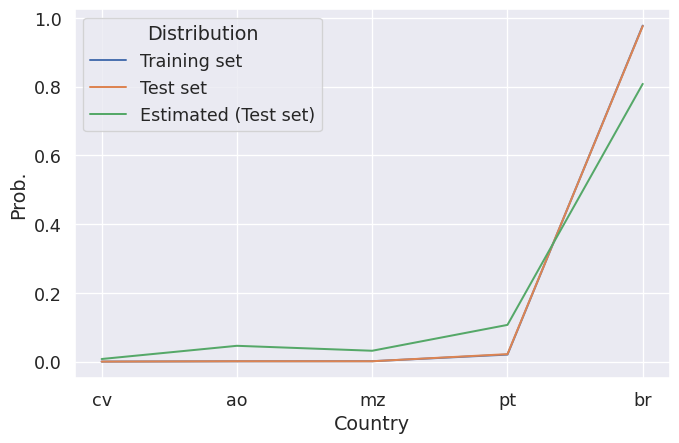 Distribution
Training set
Test set
Estimated (Test set)
1.0
0.8
0.6
0.4
0.2
0.0
Prob.
cv ao mz pt br
Country